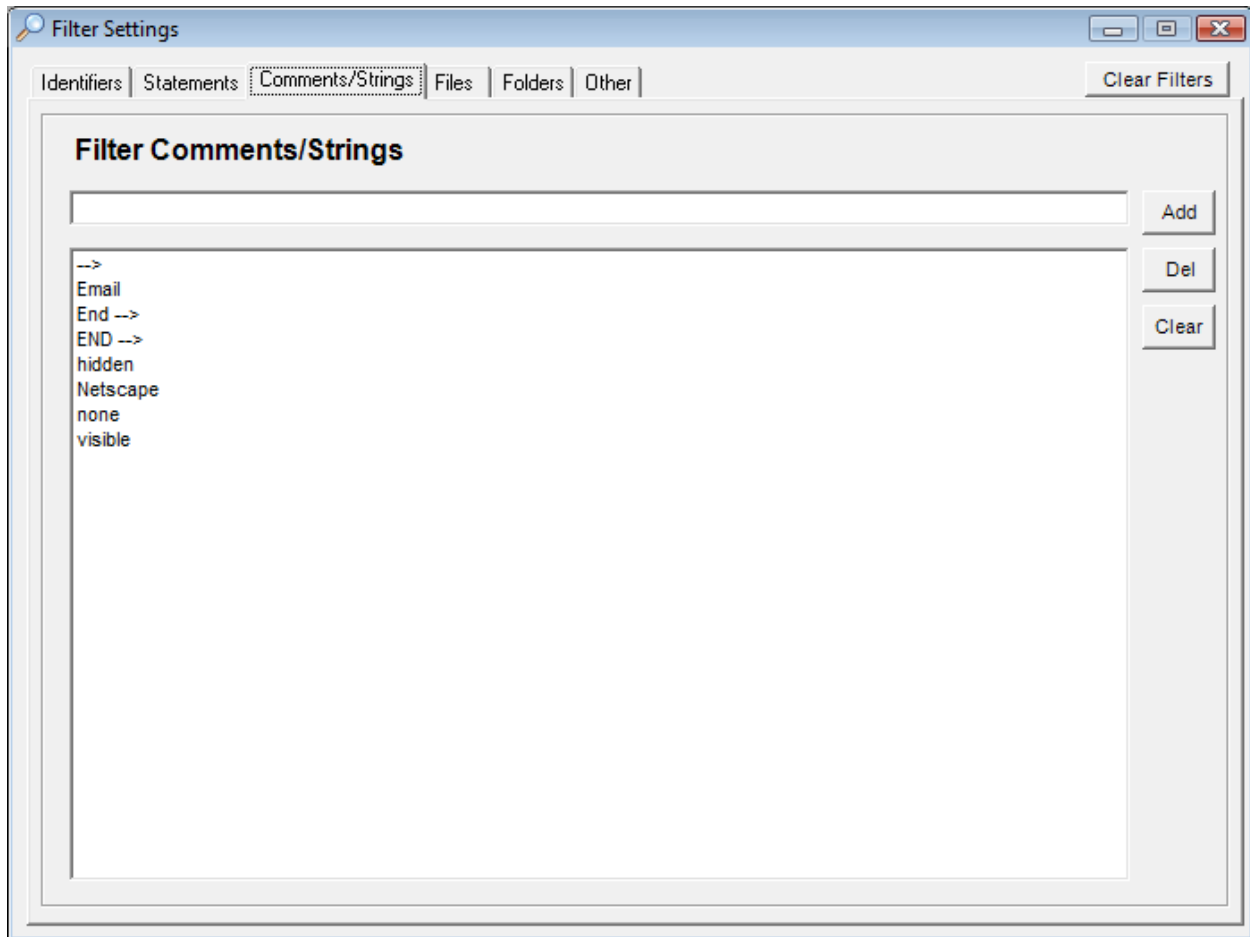 Filter Settings
Identifiers Statements Comments/Strings Files Folders Other Clear Filters
Filter Comments/Strings
Add
-->
Email
End -->
END -->
hidden
Netscape
none
visible
Del
Clear